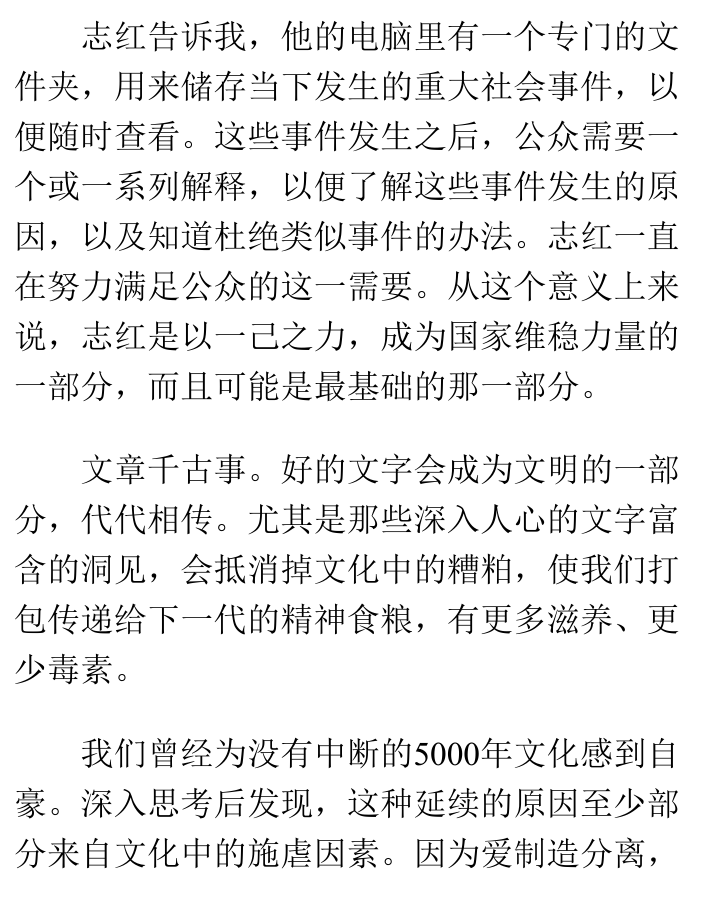 志红告诉我，他的电脑里有一个专门的文
件夹，用来储存当下发生的重大社会事件，以
便随时查看。这些事件发生之后，公众需要一
个或一系列解释，以便了解这些事件发生的原
因，以及知道杜绝类似事件的办法。志红一直
在努力满足公众的这一需要。从这个意义上来
说，志红是以一己之力，成为国家维稳力量的
一部分，而且可能是最基础的那一部分。
文章千古事。好的文字会成为文明的一部
分，代代相传。尤其是那些深入人心的文字富
含的洞见，会抵消掉文化中的糟粕，使我们打
包传递给下一代的精神食粮，有更多滋养、更
少毒素。
我们曾经为没有中断的5000年文化感到自
豪。深入思考后发现，这种延续的原因至少部
分来自文化中的施虐因素。因为爱制造分离，